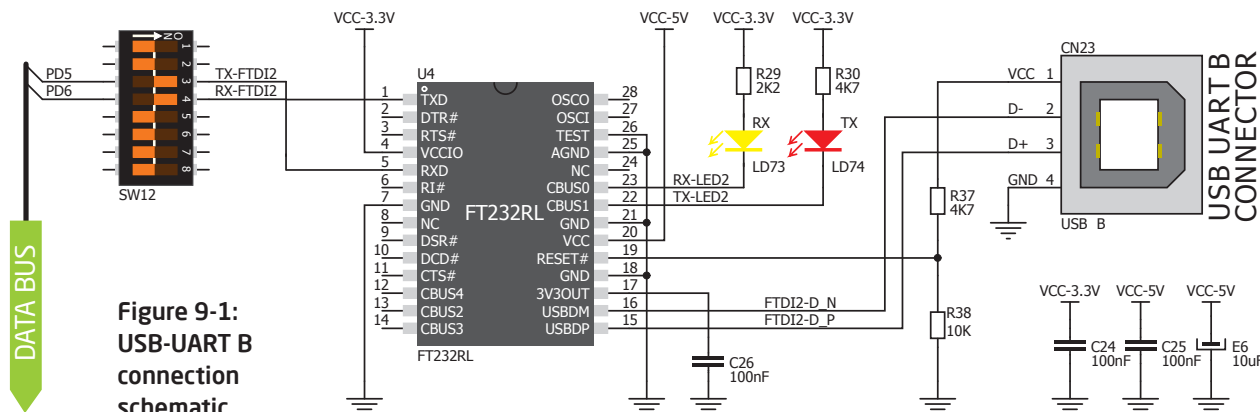 VCC-3.3V
VCC-5V
VCC-3.3V VCC-3.3V
CN23
ON
1
2
3
4
5
6
7
8
SW12
PD5
PD6
TX-FTDI2
RX-FTDI2
DATA BUS
U4
FT232RL
1 TXD
2 DTR#
3 RTS#
4 VCCIO
5 RXD
6 RI#
7 GND
8 NC
9 DSR#
10 DCD#
11 CTS#
12 CBUS4
13 CBUS2
14 CBUS3
OSCO 28
OSCI 27
TEST 26
AGND 25
NC 24
CBUS0 23
CBUS1 22
GND 21
VCC 20
RESET# 19
GND 18
3V3OUT 17
USBDM 16
USBDP 15
FT232RL
R29
2K2
R30
4K7
RX
TX
LD73
LD74
RX-LED2
TX-LED2
FTDI2-D_N
FTDI2-D_P
C26
100nF
R37
4K7
R38
10K
VCC 1
D- 2
D+ 3
GND 4
USB B
USB UART B
CONNECTOR
VCC-3.3V VCC-5V VCC-5V
C24
100nF
C25
100nF
E6
10uF
Figure 9-1:
USB-UART B
connection
schematic